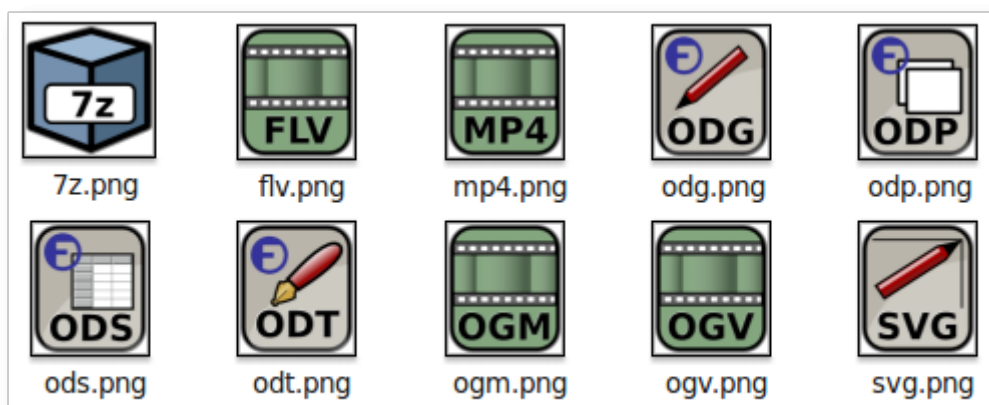 7z FLV MP4 ODG ODP
7z.png flv.png mp4.png odg.png odp.png
ODS ODT OGM OGV SVG
ods.png odt.png ogm.png ogv.png svg.png